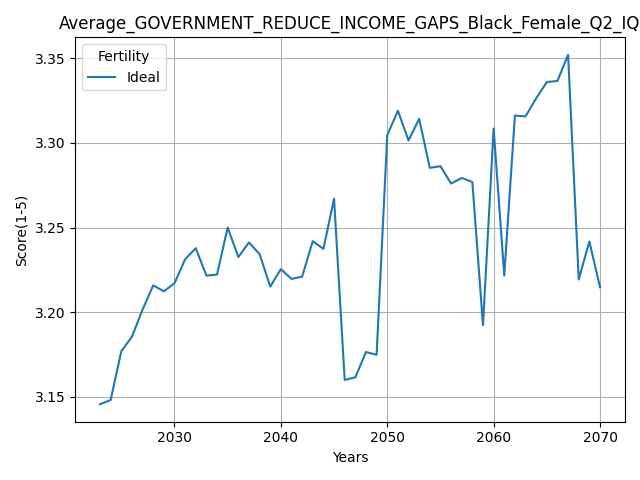 Average_GOVERNMENT_REDUCE_INCOME_GAPS_Black_Female_Q2_IQ
Fertility
Ideal
3.35
3.30
3.25
3.20
3.15
Score(1-5)
2030 2040 2050 2060 2070
Years